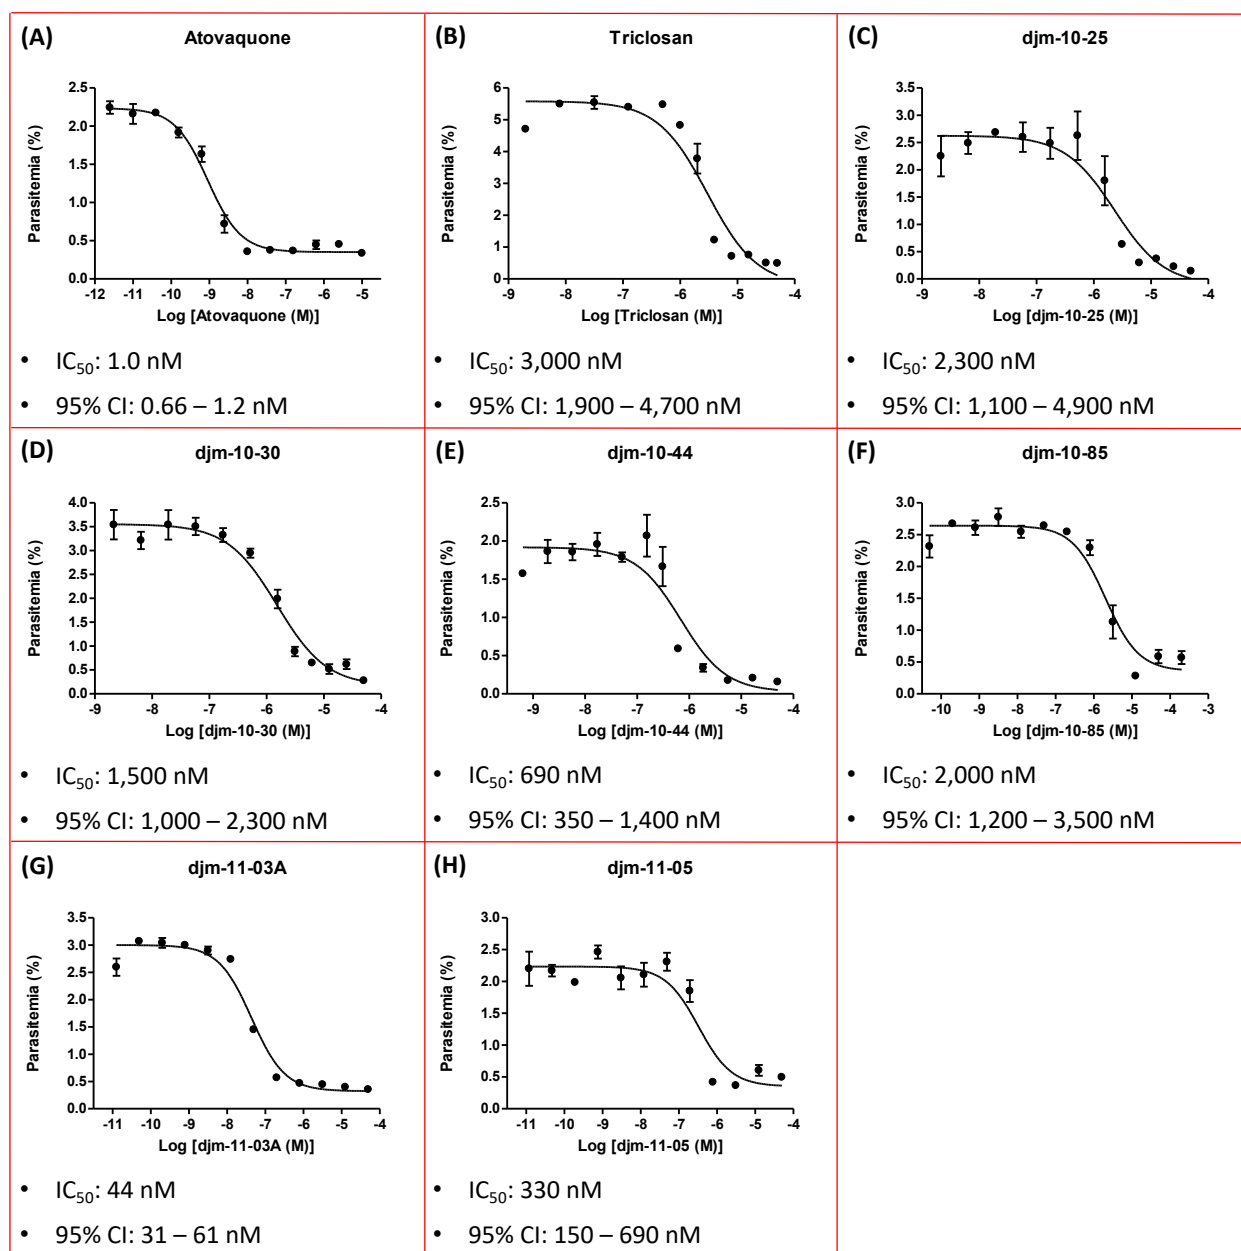 (A)
Atovaquone
Parasitemia (%)
2.5
2.0
1.5
1.0
0.5
0.0
-12 -11 -10 -9 -8 -7 -6 -5
Log [Atovaquone (M)]
• IC₅₀: 1.0 nM
• 95% CI: 0.66 – 1.2 nM
(B)
Triclosan
Parasitemia (%)
6
5
4
3
2
1
0
-9 -8 -7 -6 -5 -4
Log [Triclosan (M)]
• IC₅₀: 3,000 nM
• 95% CI: 1,900 – 4,700 nM
(C)
djm-10-25
Parasitemia (%)
3.5
3.0
2.5
2.0
1.5
1.0
0.5
0.0
-9 -8 -7 -6 -5 -4
Log [djm-10-25 (M)]
• IC₅₀: 2,300 nM
• 95% CI: 1,100 – 4,900 nM
(D)
djm-10-30
Parasitemia (%)
4.0
3.5
3.0
2.5
2.0
1.5
1.0
0.5
0.0
-9 -8 -7 -6 -5 -4
Log [djm-10-30 (M)]
• IC₅₀: 1,500 nM
• 95% CI: 1,000 – 2,300 nM
(E)
djm-10-44
Parasitemia (%)
2.5
2.0
1.5
1.0
0.5
0.0
-9 -8 -7 -6 -5 -4
Log [djm-10-44 (M)]
• IC₅₀: 690 nM
• 95% CI: 350 – 1,400 nM
(F)
djm-10-85
Parasitemia (%)
3.0
2.5
2.0
1.5
1.0
0.5
0.0
-10 -9 -8 -7 -6 -5 -4 -3
Log [djm-10-85 (M)]
• IC₅₀: 2,000 nM
• 95% CI: 1,200 – 3,500 nM
(G)
djm-11-03A
Parasitemia (%)
3.5
3.0
2.5
2.0
1.5
1.0
0.5
0.0
-11 -10 -9 -8 -7 -6 -5 -4
Log [djm-11-03A (M)]
• IC₅₀: 44 nM
• 95% CI: 31 – 61 nM
(H)
djm-11-05
Parasitemia (%)
3.0
2.5
2.0
1.5
1.0
0.5
0.0
-11 -10 -9 -8 -7 -6 -5 -4
Log [djm-11-05 (M)]
• IC₅₀: 330 nM
• 95% CI: 150 – 690 nM